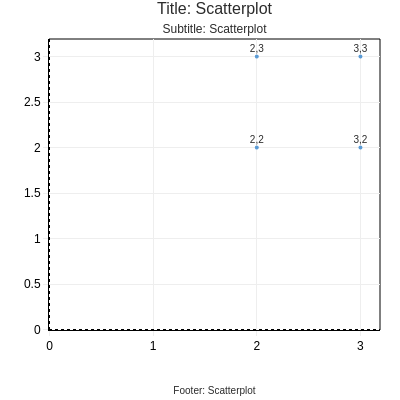 Title: Scatterplot
Subtitle: Scatterplot
3
2,3
3,3
2.5
2
2,2
3,2
1.5
1
0.5
0
0 1 2 3
Footer: Scatterplot